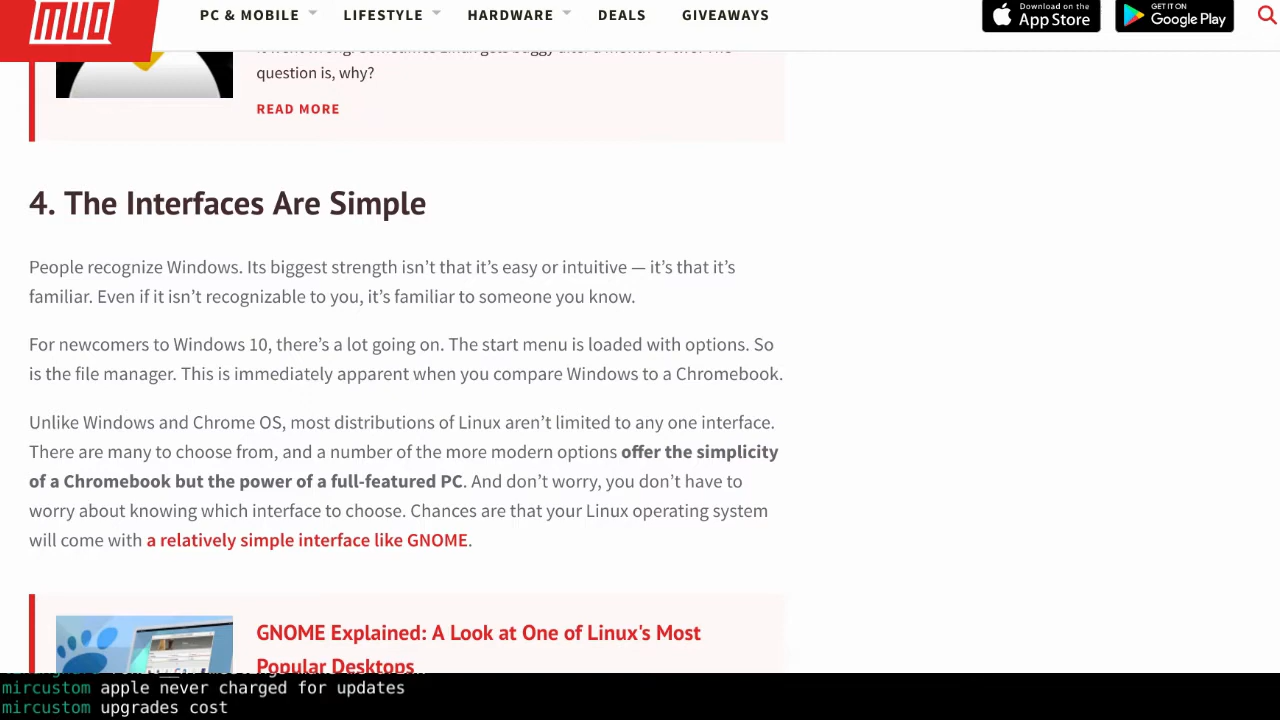 MUO
PC & MOBILE
LIFESTYLE
HARDWARE
DEALS
GIVEAWAYS
Download on the
App Store
GET IT ON
Google Play
question is, why?
READ MORE
4. The Interfaces Are Simple
People recognize Windows. Its biggest strength isn’t that it’s easy or intuitive — it’s that it’s
familiar. Even if it isn’t recognizable to you, it’s familiar to someone you know.
For newcomers to Windows 10, there’s a lot going on. The start menu is loaded with options. So
is the file manager. This is immediately apparent when you compare Windows to a Chromebook.
Unlike Windows and Chrome OS, most distributions of Linux aren’t limited to any one interface.
There are many to choose from, and a number of the more modern options offer the simplicity
of a Chromebook but the power of a full-featured PC. And don’t worry, you don’t have to
worry about knowing which interface to choose. Chances are that your Linux operating system
will come with a relatively simple interface like GNOME.
GNOME Explained: A Look at One of Linux's Most
Popular Desktops
mircustom apple never charged for updates
mircustom upgrades cost